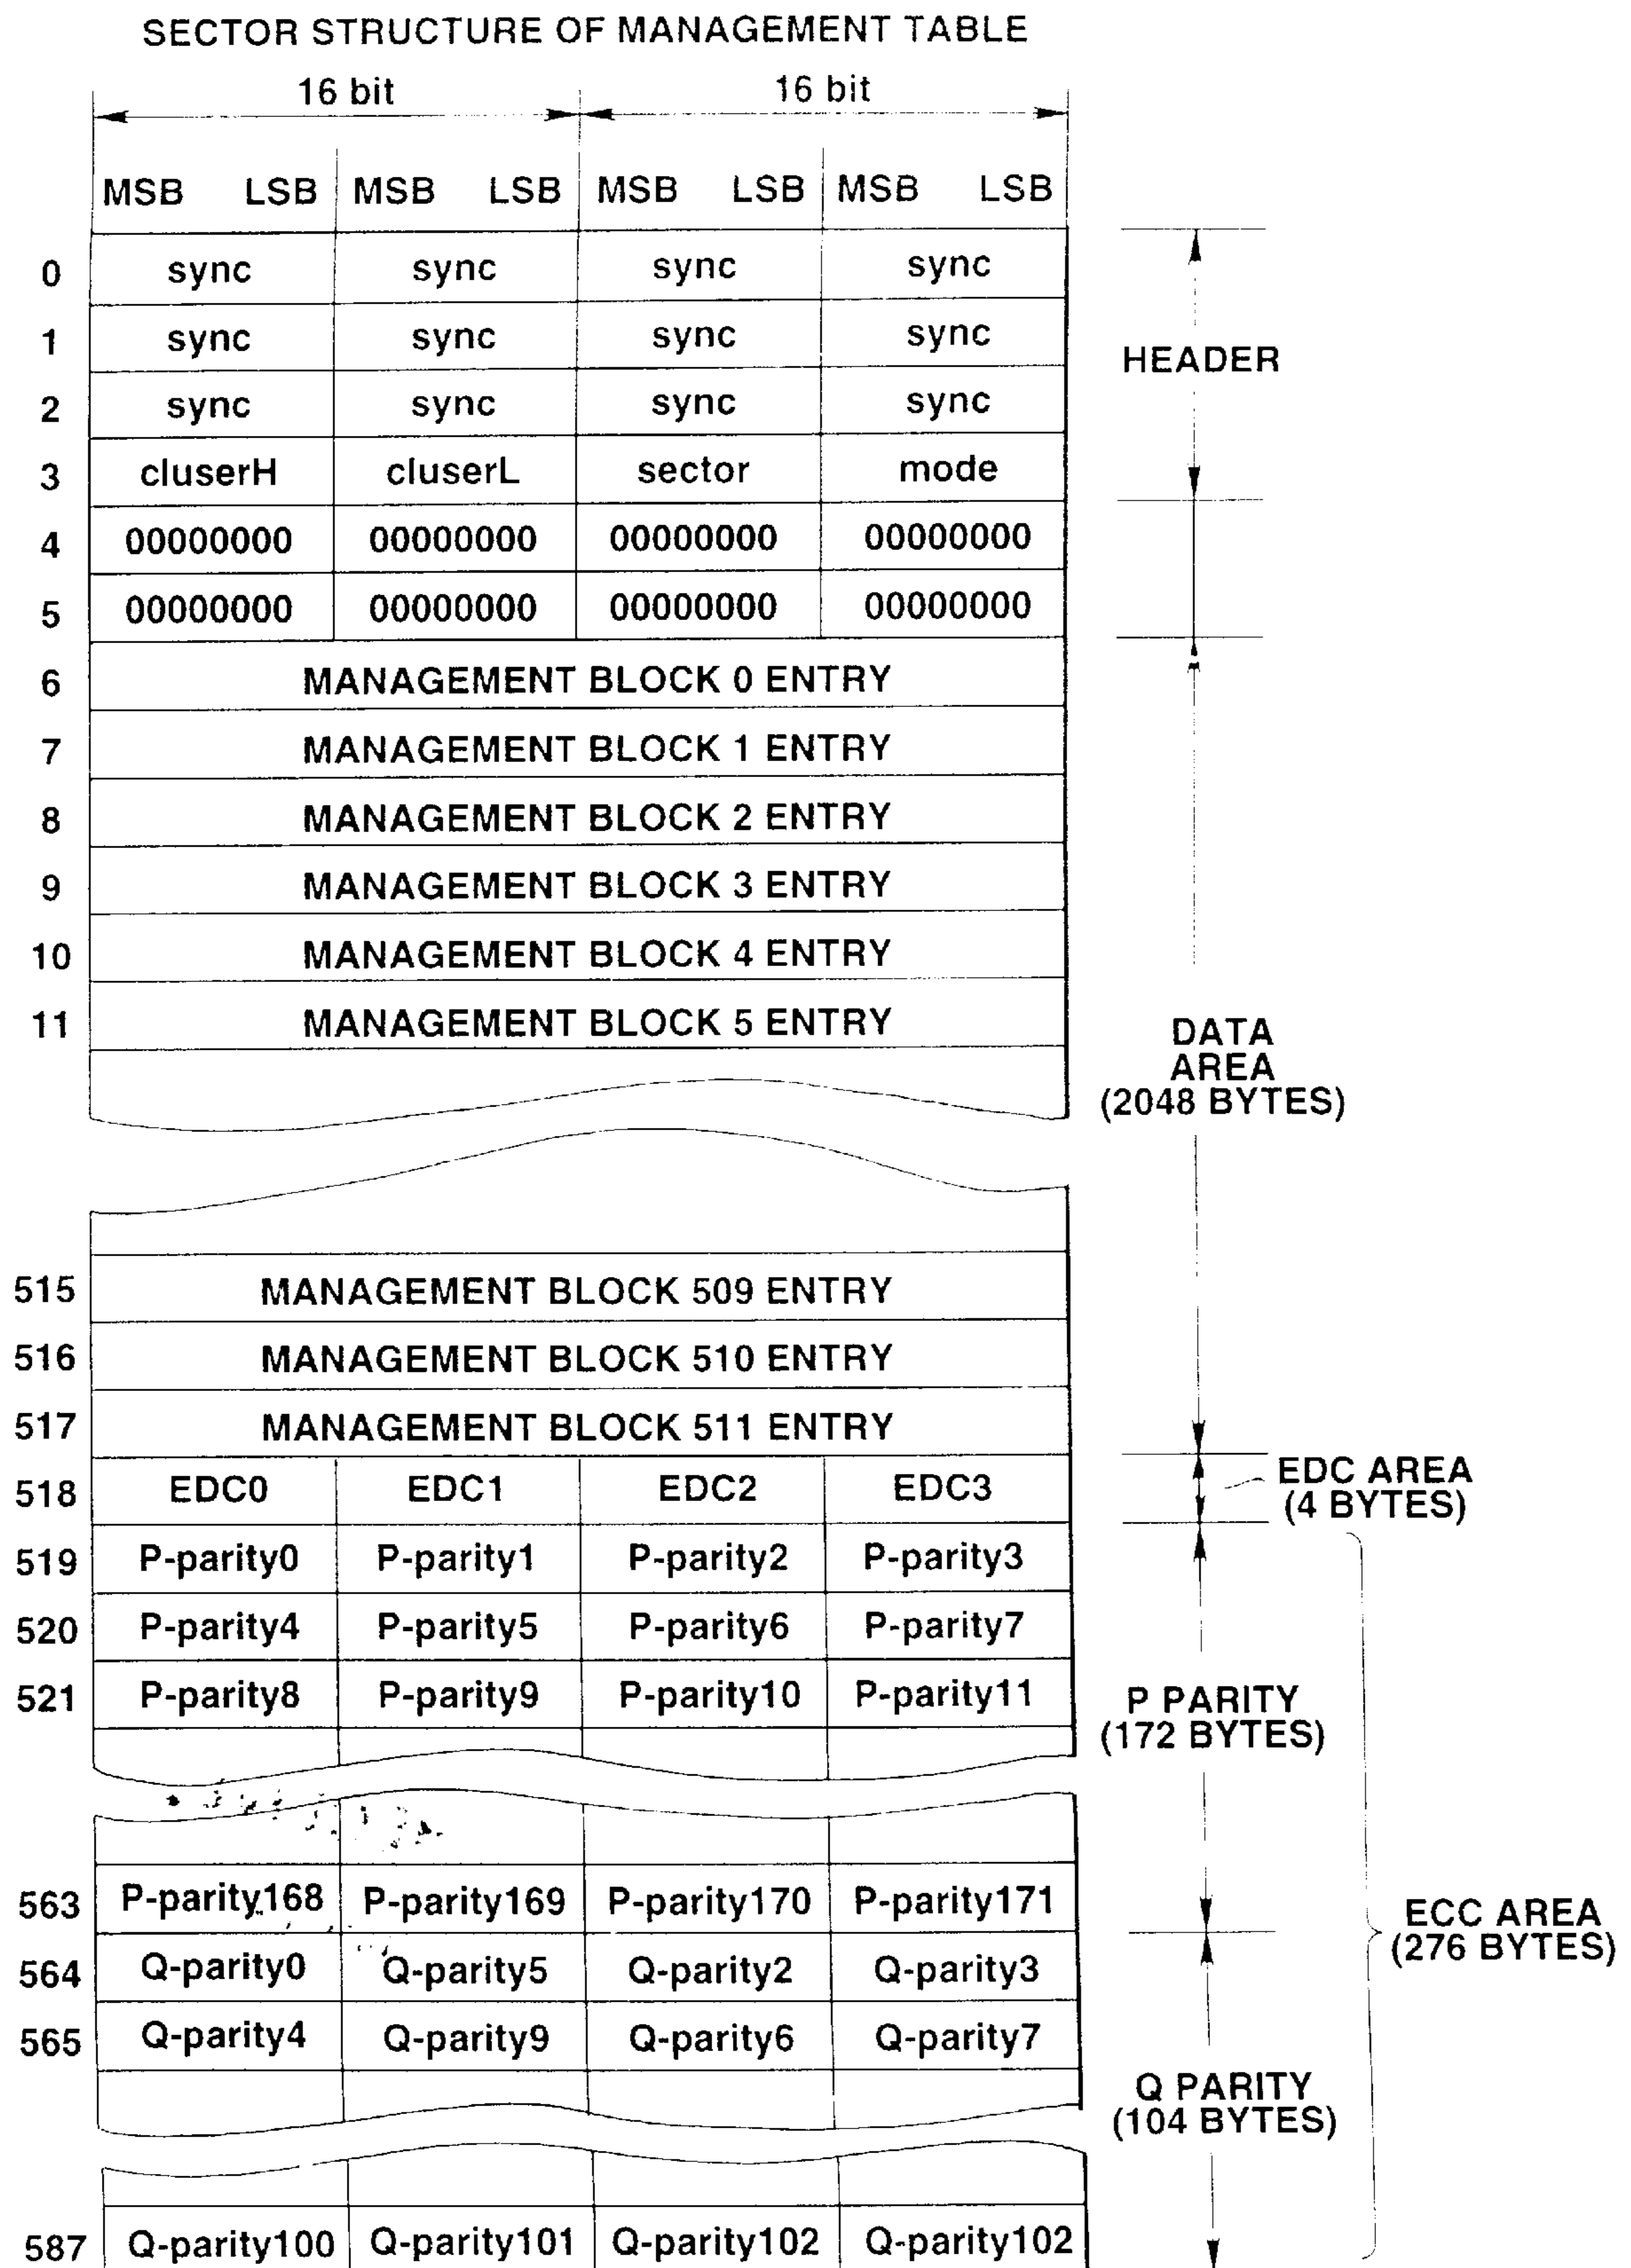 SECTOR STRUCTURE OF MANAGEMENT TABLE
16 bit 16 bit
MSB LSB MSB LSB MSB LSB MSB LSB
0 sync sync sync sync
1 sync sync sync sync
HEADER
2 sync sync sync sync
3 cluserH cluserL sector mode
4 00000000 00000000 00000000 00000000
5 00000000 00000000 00000000 00000000
6 MANAGEMENT BLOCK 0 ENTRY
7 MANAGEMENT BLOCK 1 ENTRY
8 MANAGEMENT BLOCK 2 ENTRY
9 MANAGEMENT BLOCK 3 ENTRY
10 MANAGEMENT BLOCK 4 ENTRY
11 MANAGEMENT BLOCK 5 ENTRY
DATA
AREA
(2048 BYTES)
515 MANAGEMENT BLOCK 509 ENTRY
516 MANAGEMENT BLOCK 510 ENTRY
517 MANAGEMENT BLOCK 511 ENTRY
518 EDC0 EDC1 EDC2 EDC3
EDC AREA
(4 BYTES)
519 P-parity0 P-parity1 P-parity2 P-parity3
520 P-parity4 P-parity5 P-parity6 P-parity7
521 P-parity8 P-parity9 P-parity10 P-parity11
P PARITY
(172 BYTES)
563 P-parity168 P-parity169 P-parity170 P-parity171
ECC AREA
(276 BYTES)
564 Q-parity0 Q-parity5 Q-parity2 Q-parity3
565 Q-parity4 Q-parity9 Q-parity6 Q-parity7
Q PARITY
(104 BYTES)
587 Q-parity100 Q-parity101 Q-parity102 Q-parity102